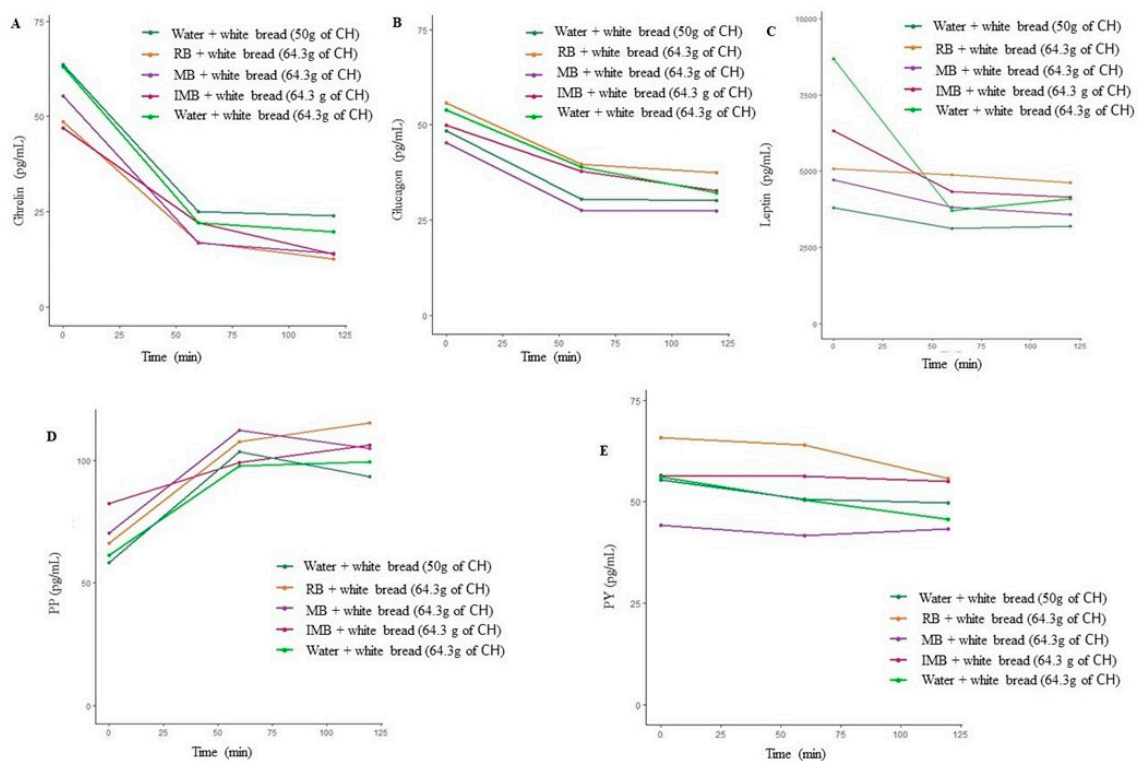 A
75
50
25
0
Ghrelin (pg/mL)
Water + white bread (50g of CH)
RB + white bread (64.3g of CH)
MB + white bread (64.3g of CH)
IMB + white bread (64.3 g of CH)
Water + white bread (64.3g of CH)
0 25 50 75 100 125
Time (min)
B
75
50
25
0
Glucagon (pg/mL)
Water + white bread (50g of CH)
RB + white bread (64.3g of CH)
MB + white bread (64.3g of CH)
IMB + white bread (64.3 g of CH)
Water + white bread (64.3g of CH)
0 25 50 75 100 125
Time (min)
C
10000
7500
5000
2500
0
Leptin (pg/mL)
Water + white bread (50g of CH)
RB + white bread (64.3g of CH)
MB + white bread (64.3g of CH)
IMB + white bread (64.3 g of CH)
Water + white bread (64.3g of CH)
0 25 50 75 100 125
Time (min)
D
100
50
0
PP (pg/mL)
Water + white bread (50g of CH)
RB + white bread (64.3g of CH)
MB + white bread (64.3g of CH)
IMB + white bread (64.3 g of CH)
Water + white bread (64.3g of CH)
0 25 50 75 100 125
Time (min)
E
75
50
25
0
PY (pg/mL)
Water + white bread (50g of CH)
RB + white bread (64.3g of CH)
MB + white bread (64.3g of CH)
IMB + white bread (64.3 g of CH)
Water + white bread (64.3g of CH)
0 25 50 75 100 125
Time (min)